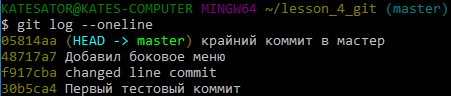 KATESATOR@KATES-COMPUTER MINGW64 ~/lesson_4_git (master)
$ git log --oneline
05814aa (HEAD -> master) крайний коммит в мастер
48717a7 Добавил боковое меню
f917cba changed line commit
30b5ca4 Первый тестовый коммит